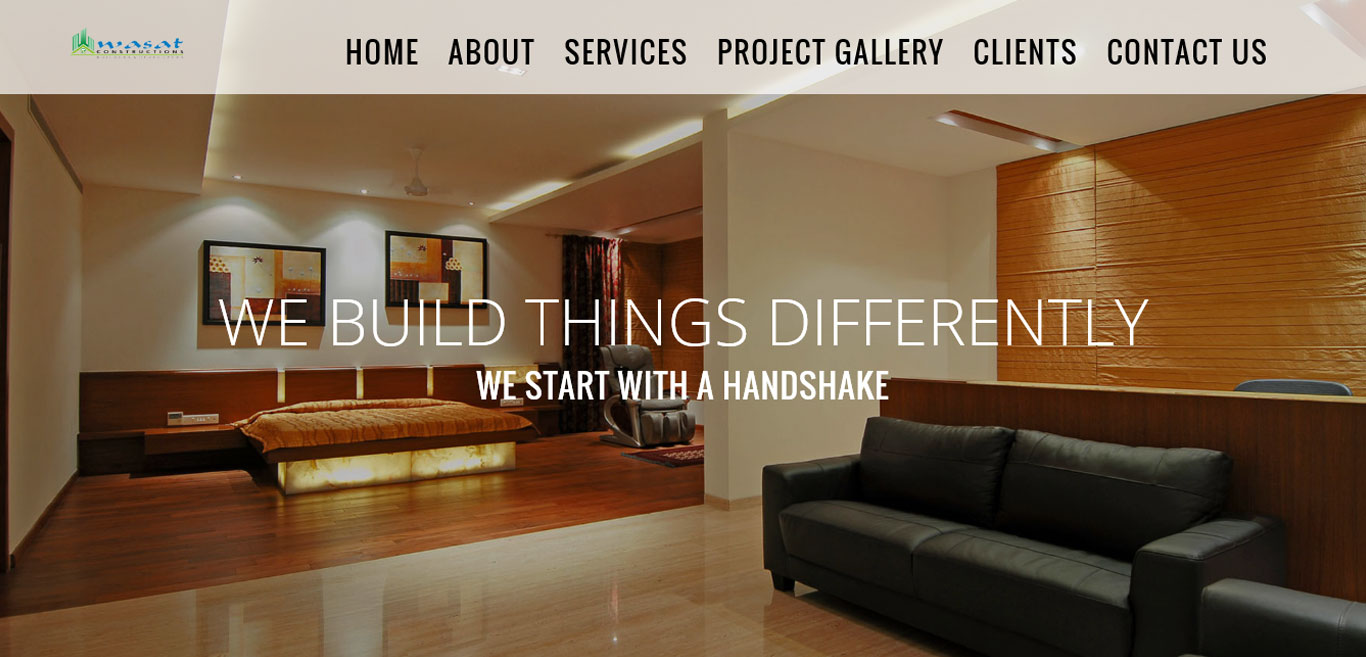 wasat
CONSTRUCTIONS
HOME ABOUT SERVICES PROJECT GALLERY CLIENTS CONTACT US
WE BUILD THINGS DIFFERENTLY
WE START WITH A HANDSHAKE